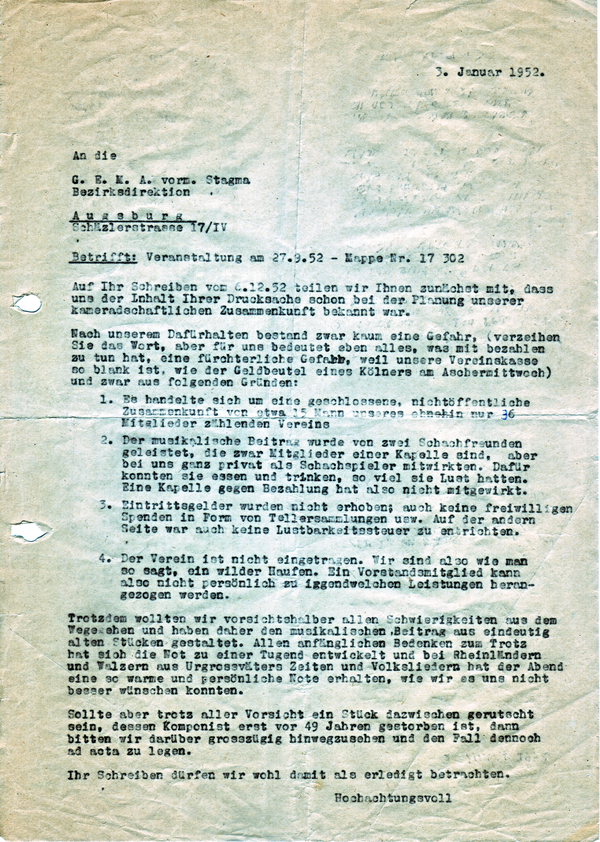 3. Januar 1952.
An die
G. E. M. A. vorm. Stagma
Bezirksdirektion
Augsburg
Schäzlerstrasse 17/IV
Betrifft: Veranstaltung am 27.9.52 - Mappe Nr. 17 302
Auf Ihr Schreiben vom .12.52 teilen wir Ihnen zunächst mit, dass
uns der Lnhalt Ihrer Drucksache schon bei der Planung unserer
kameradschaftlichen Zusammenkunft bekannt war.
Nach unserem Dafürhalten bestand zwar kaum eine Gefahr, (verzeihen
Sie das Wort, aber für uns bedeutet eben alles, was mit bezahlen
zu tun hat, eine fürchterliche Gefahh, weil unsere Vereinskasse
so blank ist, wie der Geldbeutel eines Kölners am Aschermittwoch)
und zwar aus folgenden Gründen:
1. Es handelte sich um eine geschlossene, nichtöffentliche
Zusammenkunft von etwa 15 Mann unseres ohnehin nur 36
Mitglieder zählenden Vereins
2. Der musikalische Beitrag wurde von zwei Schachfreunden
geleistet, die zwar Mitglieder einer Kapelle sind, aber
bei uns ganz privat als Schachspieler mitwirkten. Dafür
konnten sie essen und trinken, so viel sie Lust hatten.
Eine Kapelle gegen Bezahlung hat also nicht mitgewirkt.
3. Eintrittsgelder wurden nicht erhoben; auch keine freiwilligen
Spenden in Form von Tellersammlungen usw. Auf der andern
Seite war auch keine Lustbarkeitssteuer zu entrichten.
4. Der Verein ist nicht eingetragen. Wir sind also wie man
so sagt, ein wilder Haufen. Ein Vorstandsmitglied kann
also nicht persönlich zu iggendwelchen Leistungen heran-
gezogen werden.
Trotzdem wollten wir vorsichtshalber allen Schwierigkeiten aus dem
Wegegehen und haben daher den musikalischen Beitrag aus eindeutig
alten Stücken gestaltet. Allen anfänglichen Bedenken zum Trotz
hat sich die Not zu einer Tugend entwickelt und bei Rheinländern
und Walzern aus Urgrossväters Zeiten und Volksliedern hat der Abend
eine so warme und persönliche Note erhalten, wie wir es uns nicht
besser wünschen konnten.
Sollte aber trotz aller Vorsicht ein Stück dazwischen gerutscht
sein, dessen Komponist erst vor 49 Jahren gestorben ist, dann
bitten wir darüber grosszügig hinwegzusehen und den Fall dennoch
ad acta zu legen.
Ihr Schreiben dürfen wir wohl damit als erledigt betrachten.
Hochachtungsvoll